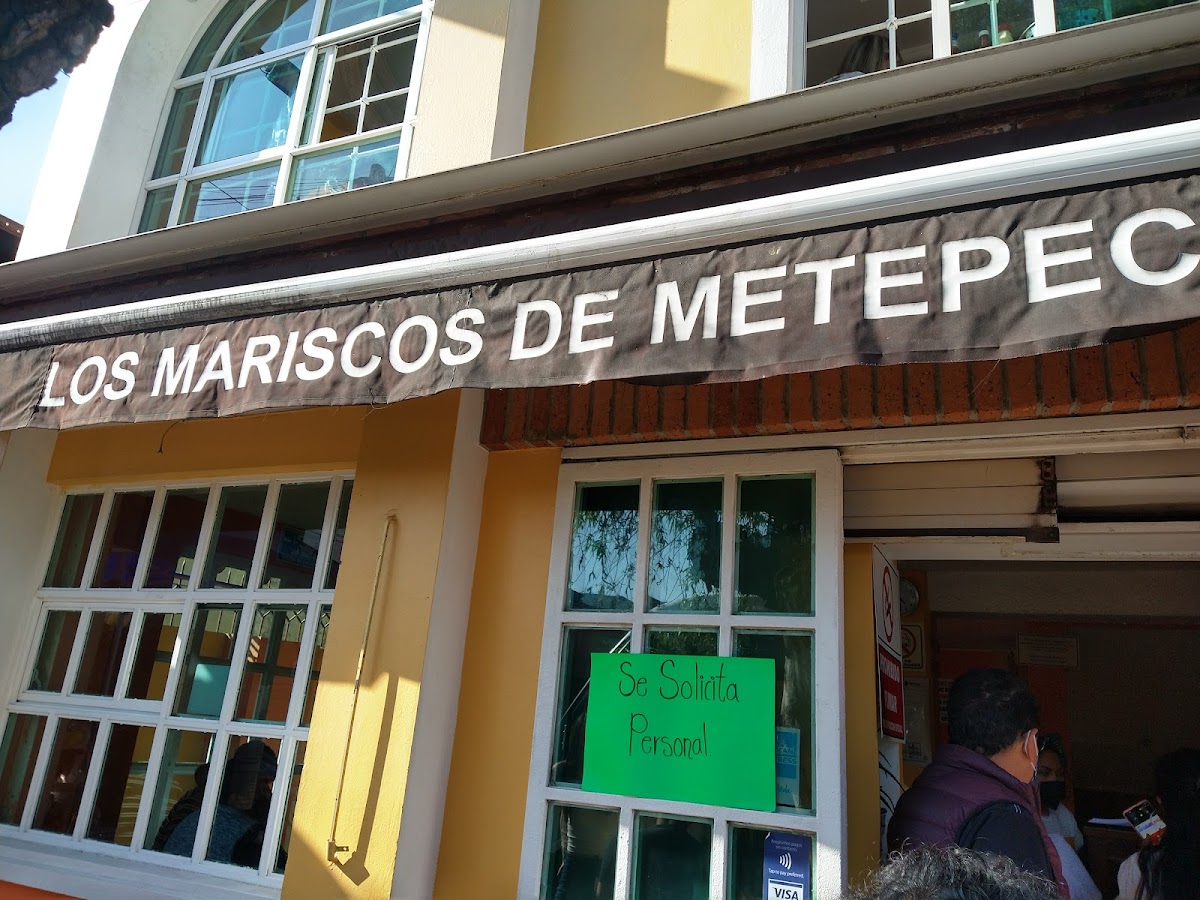 LOS MARISCOS DE METEPEC
Se Solicita
Personal
VISA